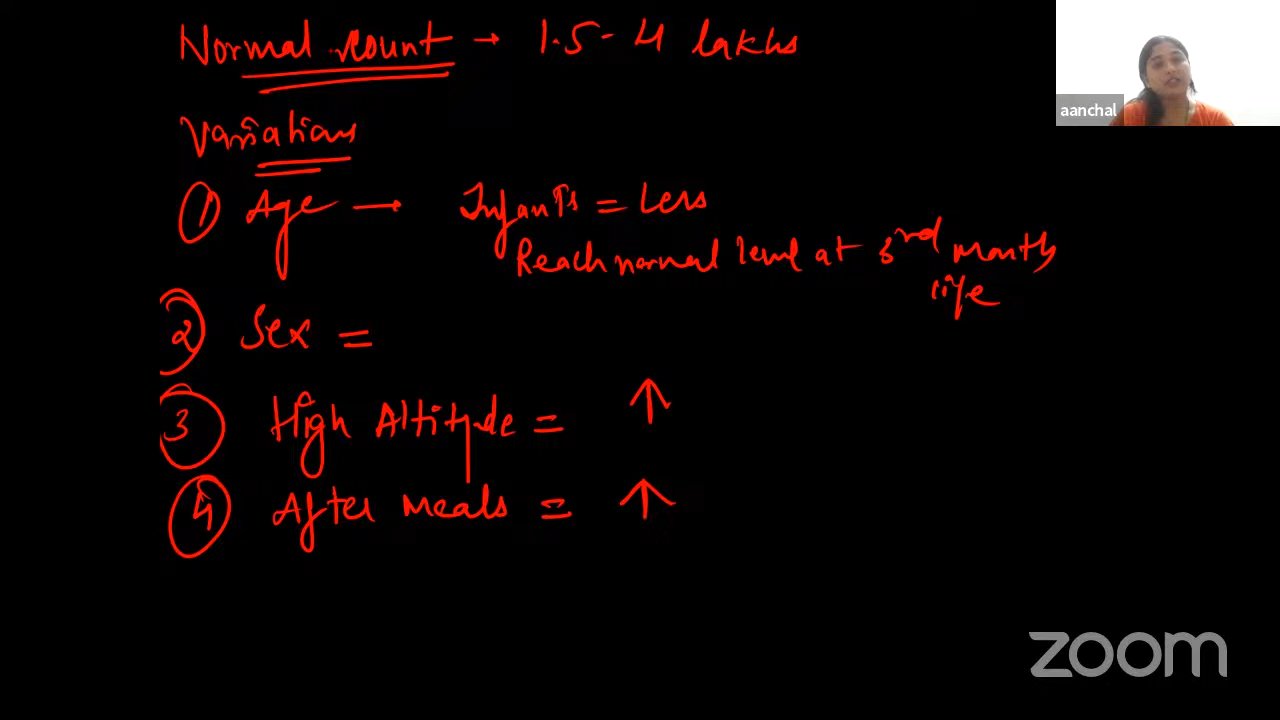 Normal count → 1.5 - 4 lakhs
aanchal
Variations
① Age → Infants = Less
Reach normal level at 3rd month
life
② Sex =
③ High Altitude = ↑
④ After meals = ↑
zoom